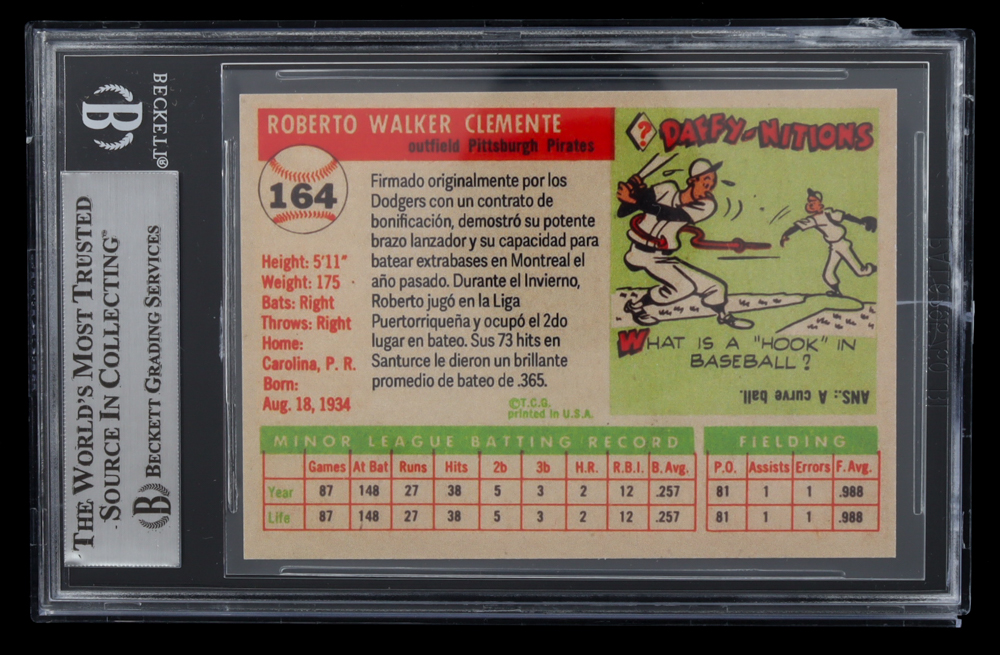 BECKETT®
THE WORLD'S MOST TRUSTED
SOURCE IN COLLECTING™
BECKETT GRADING SERVICES
ROBERTO WALKER CLEMENTE
outfield Pittsburgh Pirates
164
Height: 5'11"
Weight: 175
Bats: Right
Throws: Right
Home:
Carolina, P. R.
Born:
Aug. 18, 1934
Firmado originalmente por los
Dodgers con un contrato de
bonificación, demostró su potente
brazo lanzador y su capacidad para
batear extrabases en Montreal el
año pasado. Durante el Invierno,
Roberto jugó en la Liga
Puertorriqueña y ocupó el 2do
lugar en bateo. Sus 73 hits en
Santurce le dieron un brillante
promedio de bateo de .365.
©T.C.G.
printed in U.S.A.
? DAFFY-NITIONS
WHAT IS A "HOOK" IN
BASEBALL?
ANS.: A curve ball.
MINOR LEAGUE BATTING RECORD FIELDING
Games At Bat Runs Hits 2b 3b H.R. R.B.I. B. Avg. P.O. Assists Errors F. Avg.
Year 87 148 27 38 5 3 2 12 .257 81 1 1 .988
Life 87 148 27 38 5 3 2 12 .257 81 1 1 .988